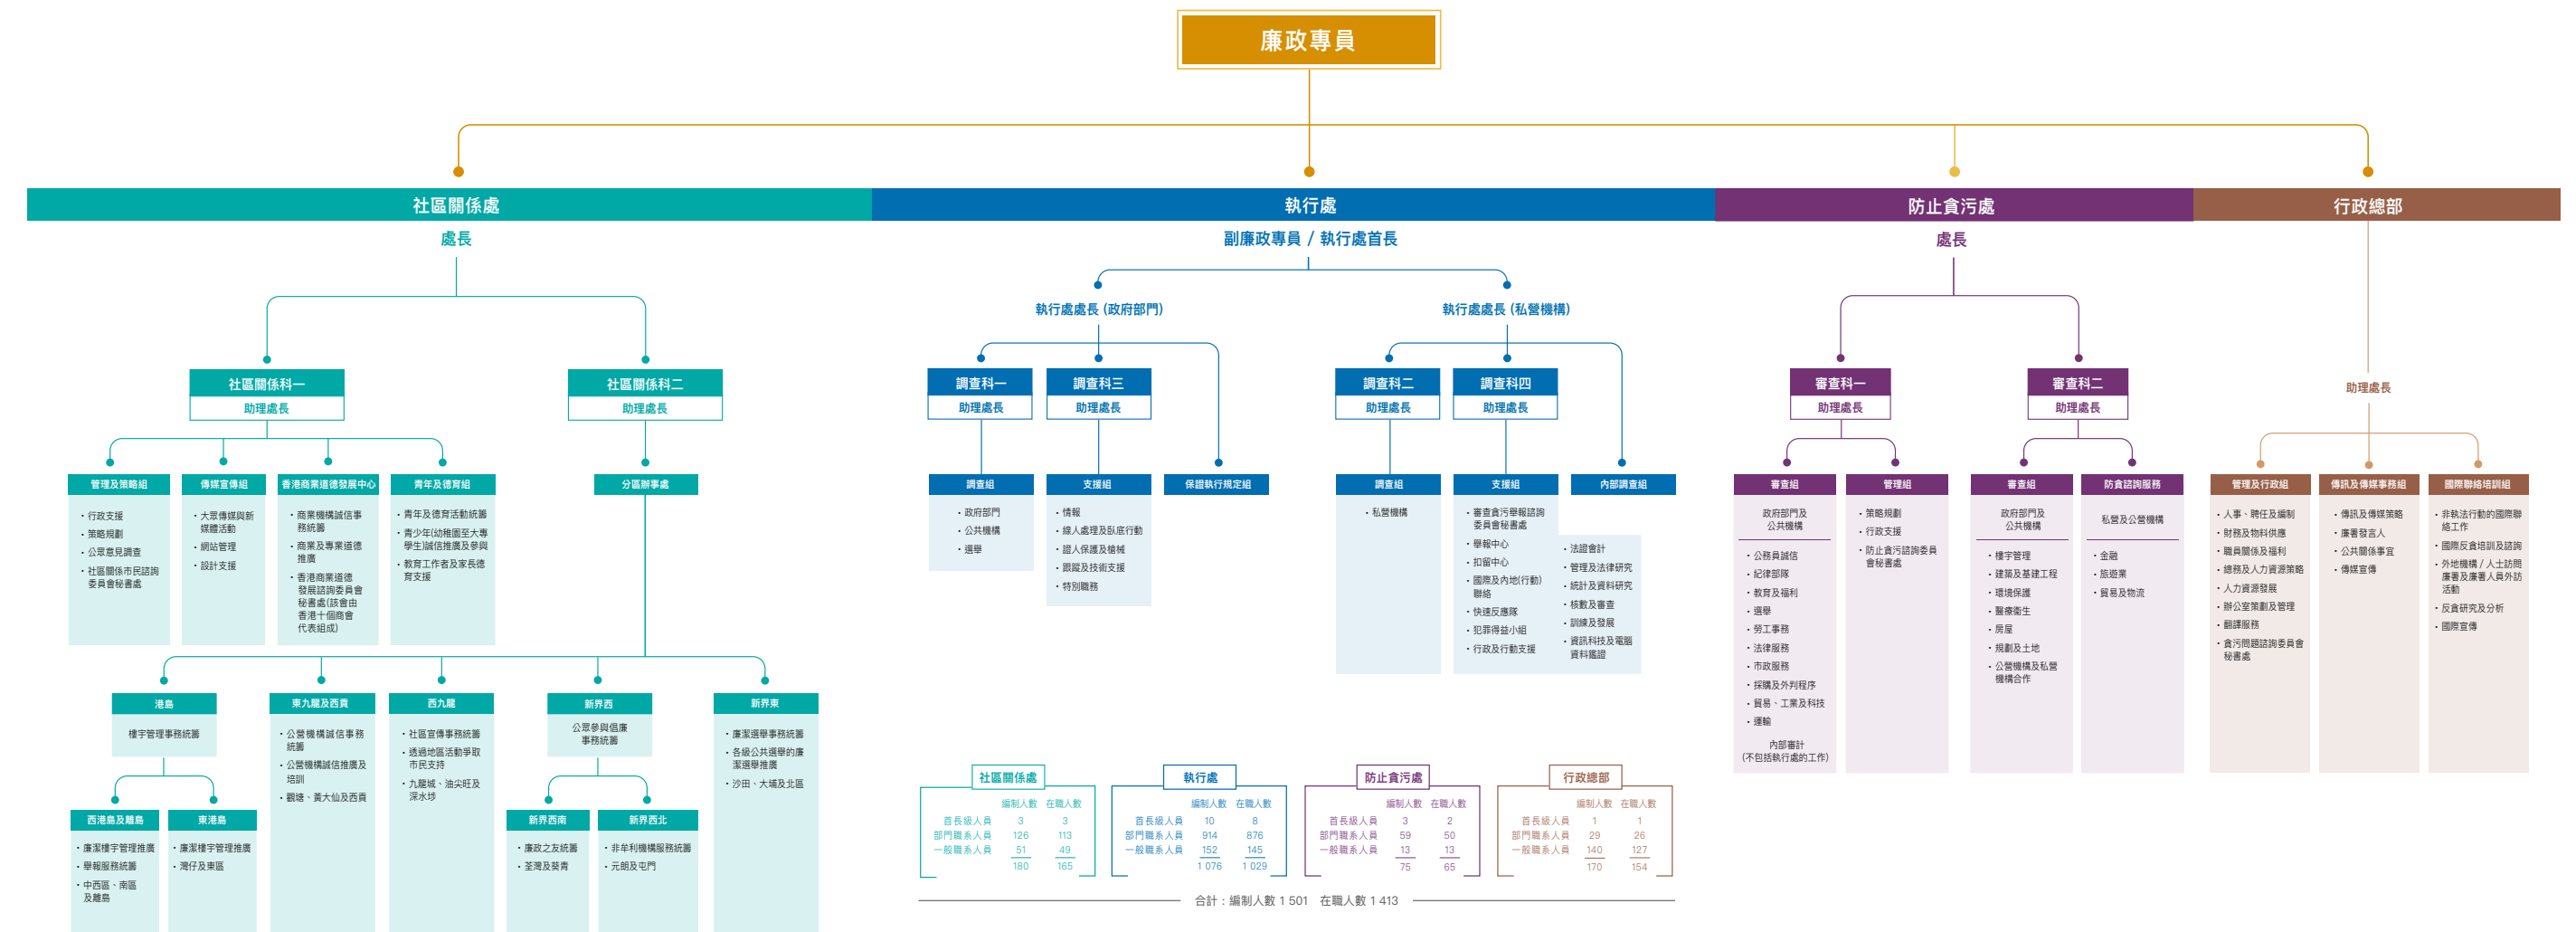 廉政專員
社區關係處
處長
社區關係科一
助理處長
管理及策略組
・行政支援
・策略規劃
・公眾意見調查
・社區關係市民諮詢
委員會秘書處
傳媒宣傳組
・大眾傳媒與新
媒體活動
・網站管理
・設計支援
香港商業道德發展中心
・商業機構誠信事
務統籌
・商業及專業道德
推廣
・香港商業道德
發展諮詢委員會
秘書處(該會由
香港十個商會
代表組成)
青年及德育組
・青年及德育活動統籌
・青少年(幼稚園至大專
學生)誠信推廣及參與
・教育工作者及家長德
育支援
社區關係科二
助理處長
分區辦事處
港島
樓宇管理事務統籌
西港島及離島
・廉潔樓宇管理推廣
・舉報服務統籌
・中西區、南區
及離島
東港島
・廉潔樓宇管理推廣
・灣仔及東區
東九龍及西貢
・公營機構誠信事務
統籌
・公營機構誠信推廣及
培訓
・觀塘、黃大仙及西貢
西九龍
・社區宣傳事務統籌
・透過地區活動爭取
市民支持
・九龍城、油尖旺及
深水埗
新界西
公眾參與倡廉
事務統籌
新界西南
・廉政之友統籌
・荃灣及葵青
新界西北
・非牟利機構服務統籌
・元朗及屯門
新界東
・廉潔選舉事務統籌
・各級公共選舉的廉
潔選舉推廣
・沙田、大埔及北區
執行處
副廉政專員 / 執行處首長
執行處處長 (政府部門)
調查科一
助理處長
調查組
・政府部門
・公共機構
・選舉
調查科三
助理處長
支援組
・情報
・線人處理及臥底行動
・證人保護及槍械
・跟蹤及技術支援
・特別職務
保證執行規定組
執行處處長 (私營機構)
調查科二
助理處長
調查組
・私營機構
調查科四
助理處長
支援組
・審查貪污舉報諮詢
委員會秘書處
・舉報中心
・扣留中心
・國際及內地(行動)
聯絡
・快速反應隊
・犯罪得益小組
・行政及行動支援
・法證會計
・管理及法律研究
・統計及資料研究
・核數及審查
・訓練及發展
・資訊科技及電腦
資料鑑證
內部調查組
防止貪污處
處長
審查科一
助理處長
審查組
政府部門及
公共機構
・公務員誠信
・紀律部隊
・教育及福利
・選舉
・勞工事務
・法律服務
・市政服務
・採購及外判程序
・貿易、工業及科技
・運輸
內部審計
(不包括執行處的工作)
管理組
・策略規劃
・行政支援
・防止貪污諮詢委員
會秘書處
審查科二
助理處長
審查組
政府部門及
公共機構
・樓宇管理
・建築及基建工程
・環境保護
・醫療衞生
・房屋
・規劃及土地
・公營機構及私營
機構合作
防貪諮詢服務
私營及公營機構
・金融
・旅遊業
・貿易及物流
行政總部
助理處長
管理及行政組
・人事、聘任及編制
・財務及物料供應
・職員關係及福利
・總務及人力資源策略
・人力資源發展
・辦公室策劃及管理
・翻譯服務
・貪污問題諮詢委員會
秘書處
傳訊及傳媒事務組
・傳訊及傳媒策略
・廉署發言人
・公共關係事宜
・傳媒宣傳
國際聯絡培訓組
・非執法行動的國際聯
絡工作
・國際反貪培訓及諮詢
・外地機構 / 人士訪問
廉署及廉署人員外訪
活動
・反貪研究及分析
・國際宣傳
社區關係處
編制人數 在職人數
首長級人員 3 3
部門職系人員 126 113
一般職系人員 51 49
180 165
執行處
編制人數 在職人數
首長級人員 10 8
部門職系人員 914 876
一般職系人員 152 145
1 076 1 029
防止貪污處
編制人數 在職人數
首長級人員 3 2
部門職系人員 59 50
一般職系人員 13 13
75 65
行政總部
編制人數 在職人數
首長級人員 1 1
部門職系人員 29 26
一般職系人員 140 127
170 154
合計：編制人數 1 501 在職人數 1 413